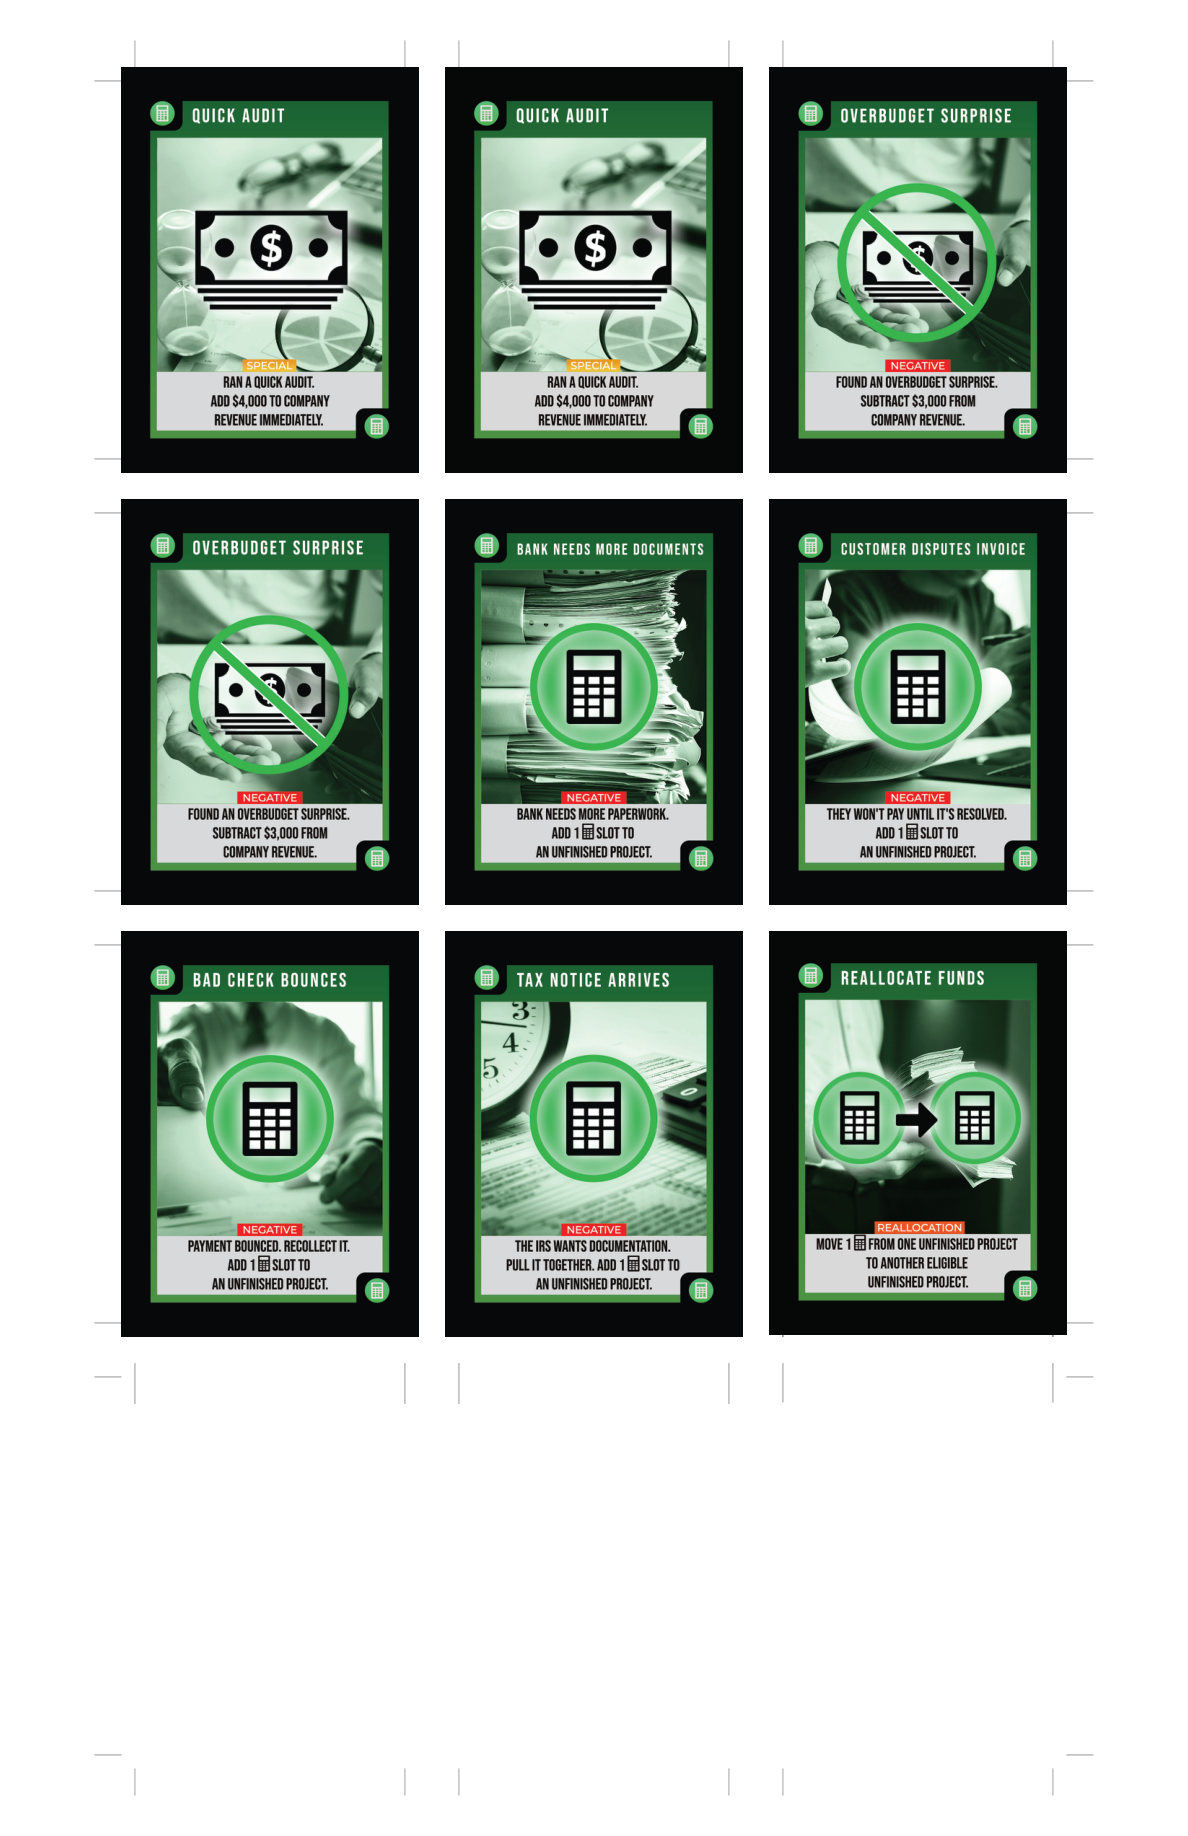 QUICK AUDIT
$
SPECIAL
RAN A QUICK AUDIT.
ADD $4,000 TO COMPANY
REVENUE IMMEDIATELY.
QUICK AUDIT
$
SPECIAL
RAN A QUICK AUDIT.
ADD $4,000 TO COMPANY
REVENUE IMMEDIATELY.
OVERBUDGET SURPRISE
$
NEGATIVE
FOUND AN OVERBUDGET SURPRISE.
SUBTRACT $3,000 FROM
COMPANY REVENUE.
OVERBUDGET SURPRISE
$
NEGATIVE
FOUND AN OVERBUDGET SURPRISE.
SUBTRACT $3,000 FROM
COMPANY REVENUE.
BANK NEEDS MORE DOCUMENTS
NEGATIVE
BANK NEEDS MORE PAPERWORK.
ADD 1 SLOT TO
AN UNFINISHED PROJECT.
CUSTOMER DISPUTES INVOICE
NEGATIVE
THEY WON'T PAY UNTIL IT'S RESOLVED.
ADD 1 SLOT TO
AN UNFINISHED PROJECT.
BAD CHECK BOUNCES
NEGATIVE
PAYMENT BOUNCED. RECOLLECT IT.
ADD 1 SLOT TO
AN UNFINISHED PROJECT.
TAX NOTICE ARRIVES
3
4
5
0
NEGATIVE
THE IRS WANTS DOCUMENTATION.
PULL IT TOGETHER. ADD 1 SLOT TO
AN UNFINISHED PROJECT.
REALLOCATE FUNDS
REALLOCATION
MOVE 1 FROM ONE UNFINISHED PROJECT
TO ANOTHER ELIGIBLE
UNFINISHED PROJECT.